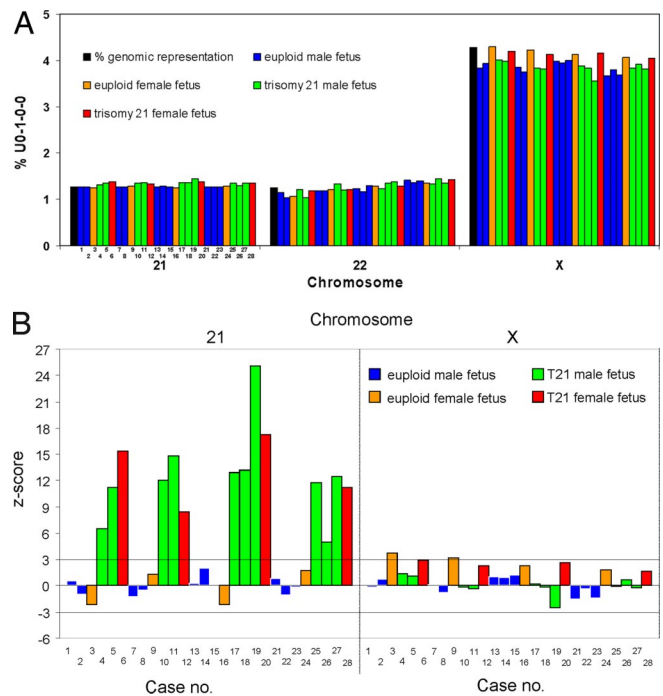 A
5
4
3
2
1
0
% U0-1-0-0
% genomic representation
euploid male fetus
euploid female fetus
trisomy 21 male fetus
trisomy 21 female fetus
1 3 5 7 9 11 13 15 17 19 21 23 25 27
2 4 6 8 10 12 14 16 18 20 22 24 26 28
21 22 X
Chromosome
B
Chromosome
21 X
27
24
21
18
15
12
9
6
3
0
-3
-6
z-score
euploid male fetus
T21 male fetus
euploid female fetus
T21 female fetus
1 3 5 7 9 11 13 15 17 19 21 23 25 27
2 4 6 8 10 12 14 16 18 20 22 24 26 28
1 3 5 7 9 11 13 15 17 19 21 23 25 27
2 4 6 8 10 12 14 16 18 20 22 24 26 28
Case no. Case no.